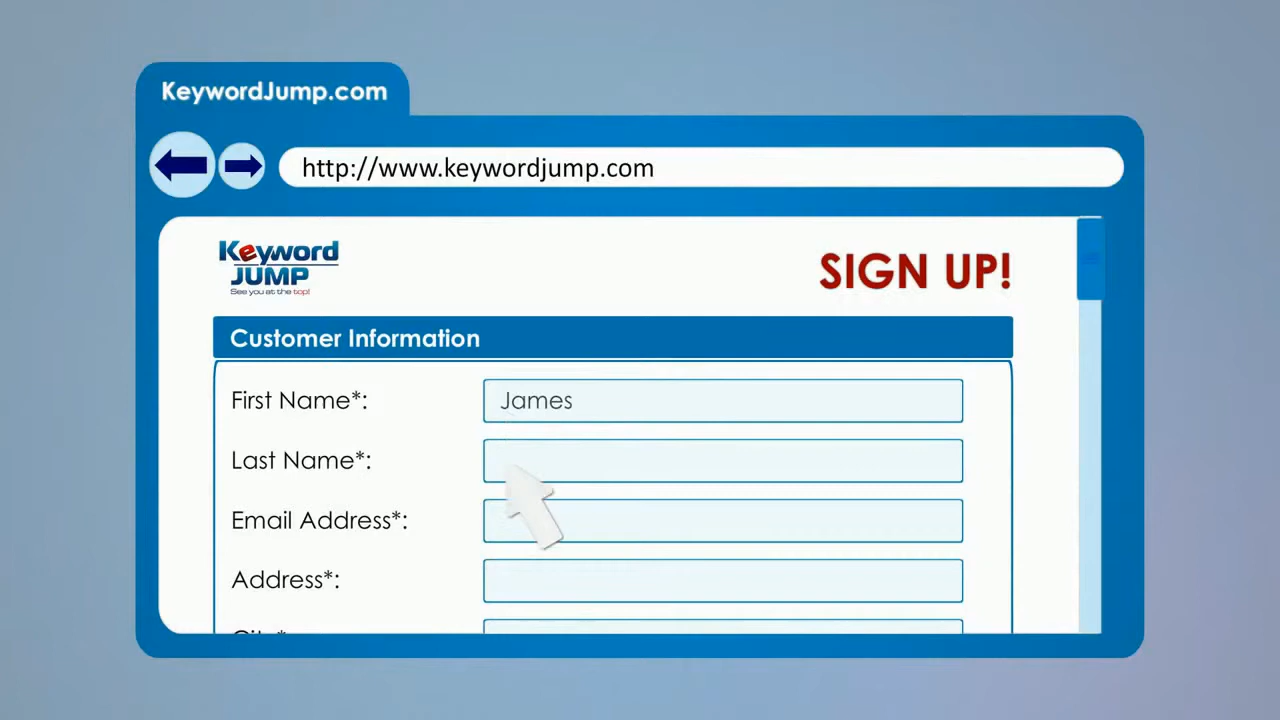 KeywordJump.com
http://www.keywordjump.com
Keyword
JUMP
See you at the top!
SIGN UP!
Customer Information
First Name*: James
Last Name*:
Email Address*:
Address*:
City*